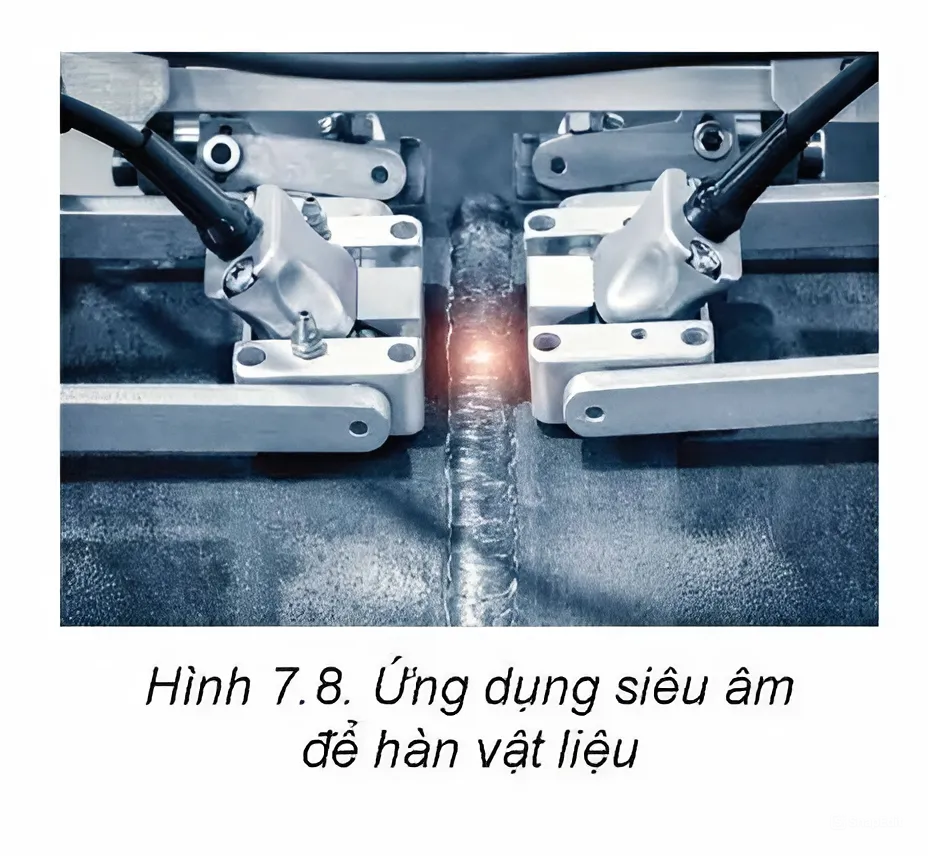 Hình 7.8. Ứng dụng siêu âm
để hàn vật liệu